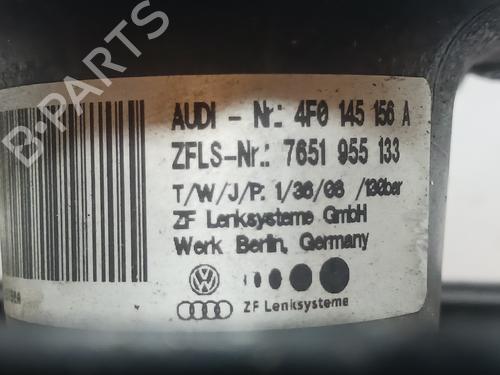 AUDI - Nr.: 4F0 145 156 A
ZFLS-Nr.: 7651 955 133
T/W/J/P: 1/36/08 /130bar
ZF Lenksysteme GmbH
Werk Berlin, Germany
ZF Lenksysteme
B-PARTS